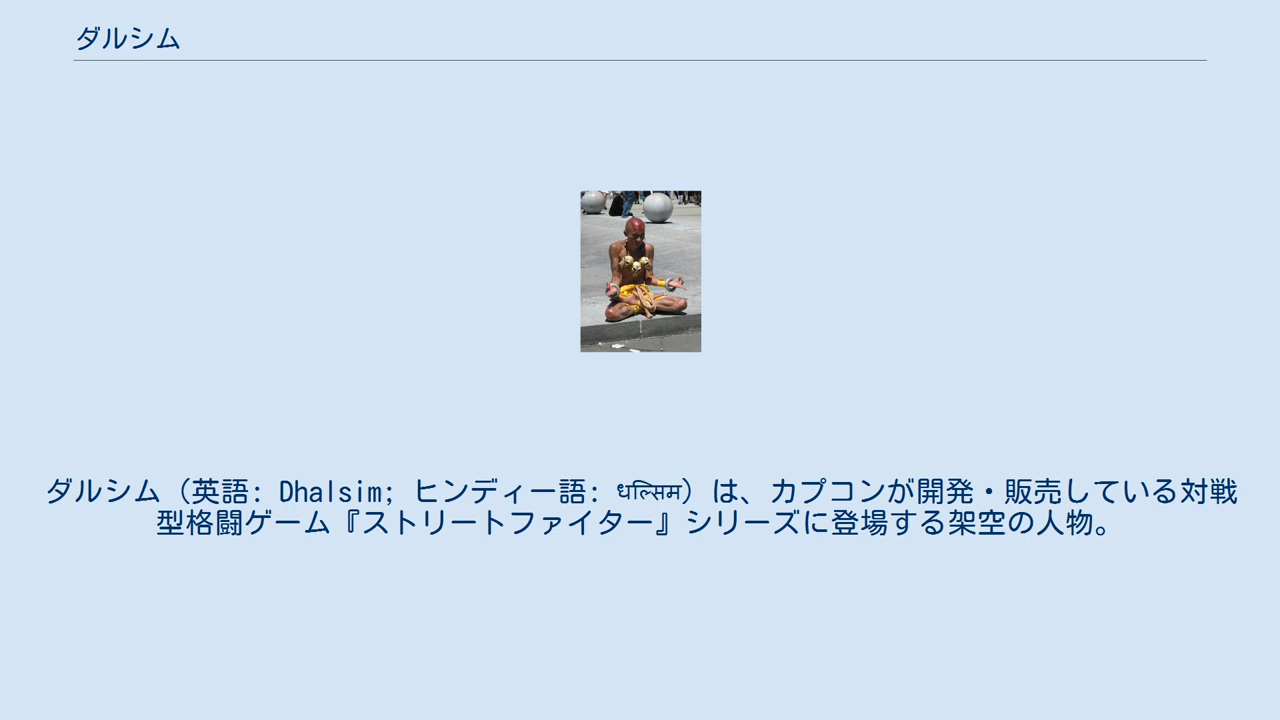 ダルシム
ダルシム（英語: Dhalsim; ヒンディー語: धाल्सिम）は、カプコンが開発・販売している対戦
型格闘ゲーム『ストリートファイター』シリーズに登場する架空の人物。